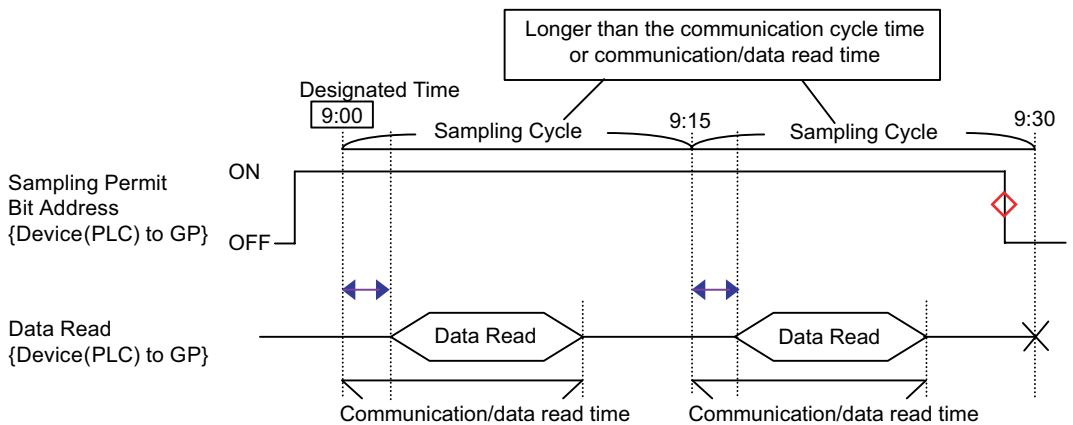 Longer than the communication cycle time
or communication/data read time
Designated Time
9:00
Sampling Cycle
9:15
Sampling Cycle
9:30
Sampling Permit
Bit Address
{Device(PLC) to GP}
ON
OFF
Data Read
{Device(PLC) to GP}
Data Read
Data Read
Communication/data read time
Communication/data read time